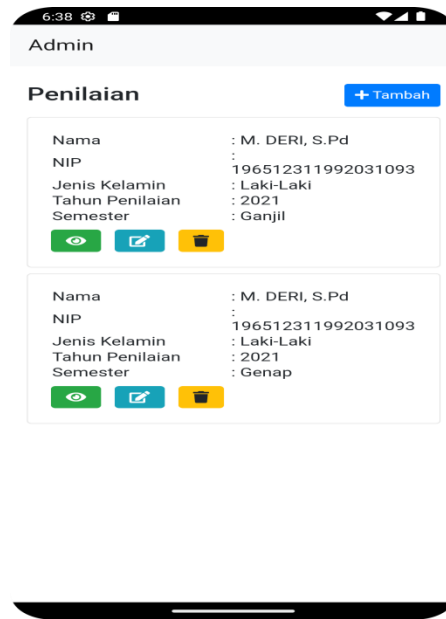 6:38
Admin
Penilaian
+ Tambah
Nama : M. DERI, S.Pd
NIP :
196512311992031093
Jenis Kelamin : Laki-Laki
Tahun Penilaian : 2021
Semester : Ganjil
Nama : M. DERI, S.Pd
NIP :
196512311992031093
Jenis Kelamin : Laki-Laki
Tahun Penilaian : 2021
Semester : Genap